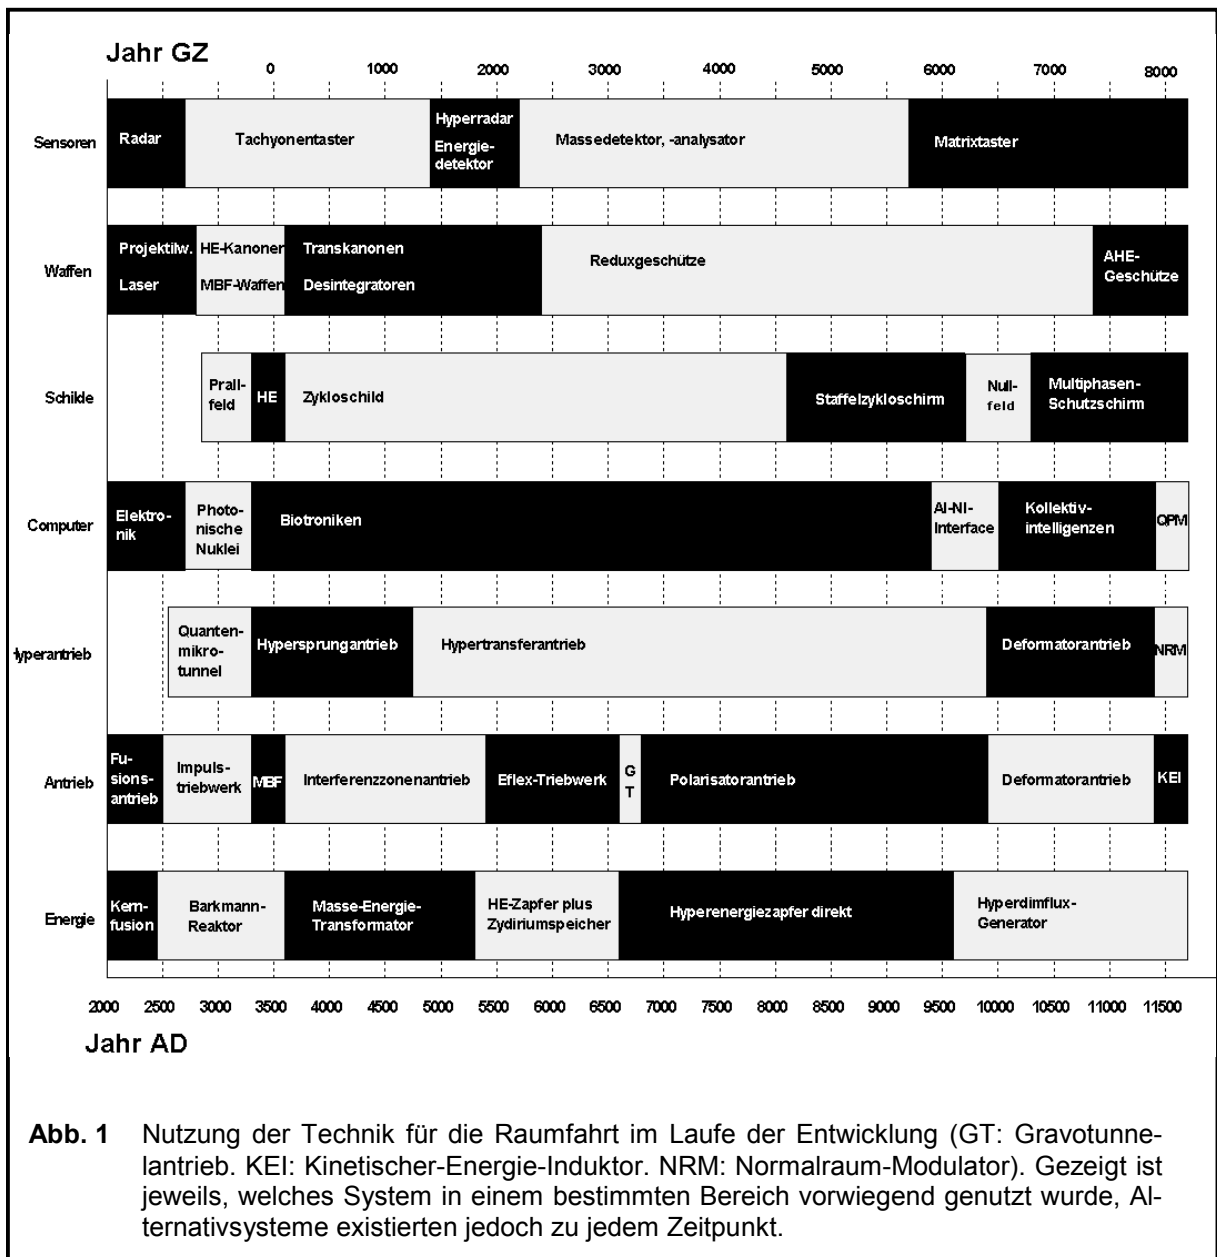 Jahr GZ
0 1000 2000 3000 4000 5000 6000 7000 8000
Sensoren
Radar
Tachyonentaster
Hyperradar
Energie-
detektor
Massedetektor, -analysator
Matrixtaster
Waffen
Projektilw.
Laser
HE-Kanonen
MBF-Waffen
Transkanonen
Desintegratoren
Reduxgeschütze
AHE-
Geschütze
Schilde
Prall-
feld
HE
Zykloschild
Staffelzykloschirm
Null-
feld
Multiphasen-
Schutzschirm
Computer
Elektro-
nik
Photo-
nische
Nuklei
Biotroniken
AI-NI-
Interface
Kollektiv-
intelligenzen
QPM
Hyperantrieb
Quanten-
mikro-
tunnel
Hypersprungantrieb
Hypertransferantrieb
Deformatorantrieb
NRM
Antrieb
Fu-
sions-
antrieb
Impuls-
triebwerk
MBF
Interferenzzonenantrieb
Eflex-Triebwerk
G
T
Polarisatorantrieb
Deformatorantrieb
KEI
Energie
Kern-
fusion
Barkmann-
Reaktor
Masse-Energie-
Transformator
HE-Zapfer plus
Zydiriumspeicher
Hyperenergiezapfer direkt
Hyperdimflux-
Generator
2000 2500 3000 3500 4000 4500 5000 5500 6000 6500 7000 7500 8000 8500 9000 9500 10000 10500 11000 11500
Jahr AD
Abb. 1 Nutzung der Technik für die Raumfahrt im Laufe der Entwicklung (GT: Gravotunne-
lantrieb. KEI: Kinetischer-Energie-Induktor. NRM: Normalraum-Modulator). Gezeigt ist
jeweils, welches System in einem bestimmten Bereich vorwiegend genutzt wurde, Al-
ternativsysteme existierten jedoch zu jedem Zeitpunkt.